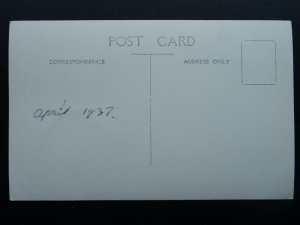 POST CARD
CORRESPONDENCE ADDRESS ONLY
April 1937.